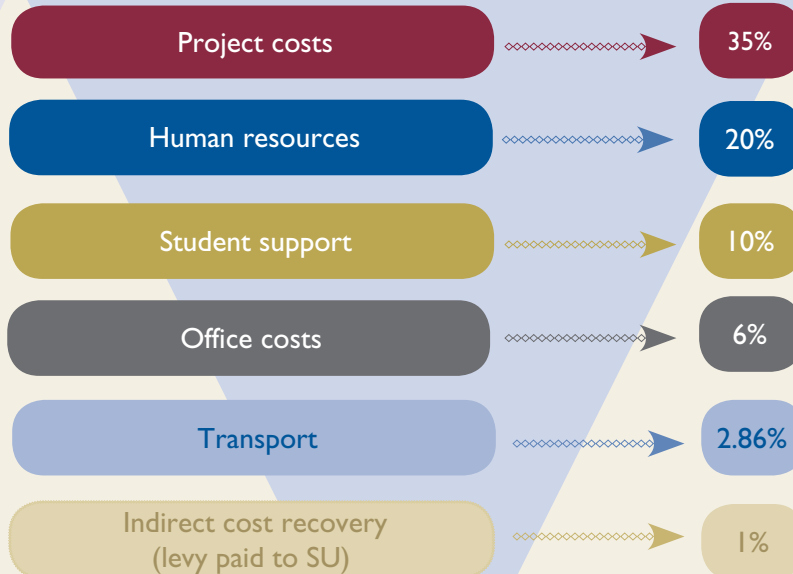 Project costs 35%
Human resources 20%
Student support 10%
Office costs 6%
Transport 2.86%
Indirect cost recovery
(levy paid to SU) 1%